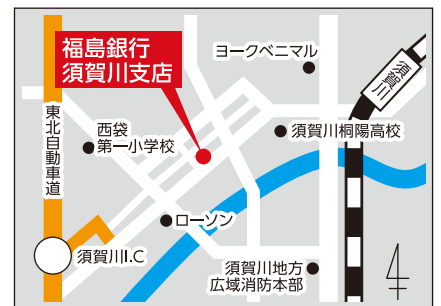 福島銀行
須賀川支店
ヨークベニマル
須賀川
東北自動車道
西袋
第一小学校
須賀川桐陽高校
ローソン
須賀川I.C
須賀川地方
広域消防本部